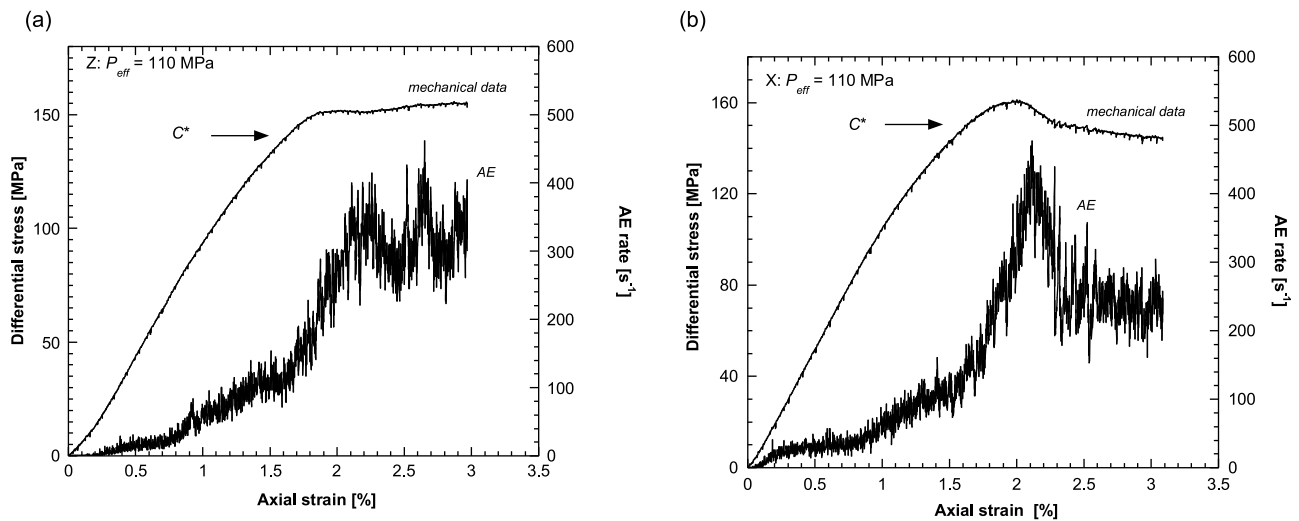 (a)
Z: Peff = 110 MPa
mechanical data
C*
AE
Differential stress [MPa]
0
50
100
150
AE rate [s-1]
0
100
200
300
400
500
600
0
0.5
1
1.5
2
2.5
3
3.5
Axial strain [%]
(b)
X: Peff = 110 MPa
mechanical data
C*
AE
Differential stress [MPa]
0
40
80
120
160
AE rate [s-1]
0
100
200
300
400
500
600
0
0.5
1
1.5
2
2.5
3
3.5
Axial strain [%]